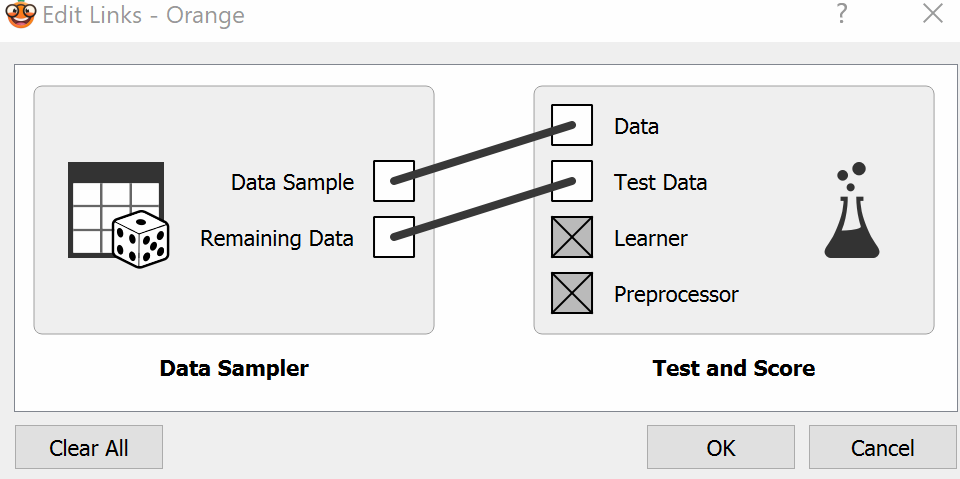 Edit Links - Orange
?
Data Sample
Remaining Data
Data Sampler
Data
Test Data
Learner
Preprocessor
Test and Score
Clear All
OK
Cancel